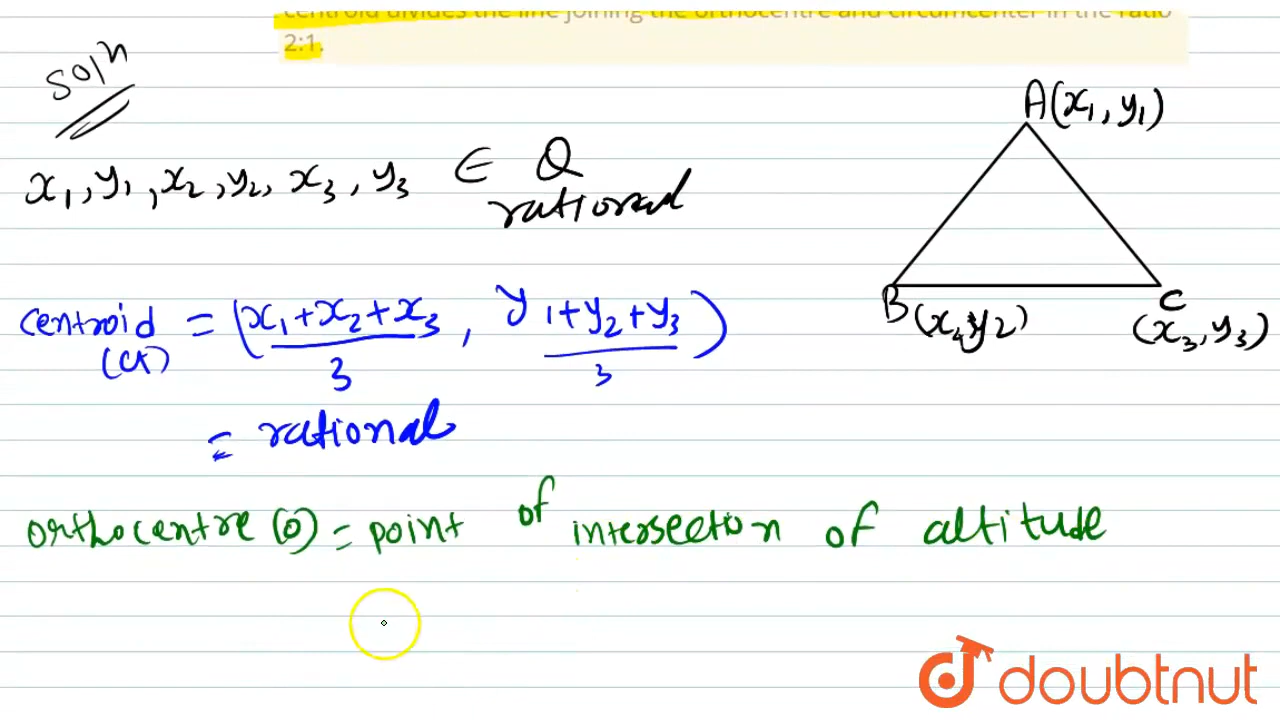 centroid divides the line joining the orthocentre and circumcenter in the ratio
2:1.
Solⁿ
A(x₁, y₁)
x₁, y₁, x₂, y₂, x₃, y₃ ∈ Q
rational
B(x₂, y2)
C
(x₃, y₃)
centroid = (x₁+x₂+x₃/3, y₁+y₂+y₃/3)
(G)
= rational
orthocentre (O) = point of intersection of altitude
doubtnut